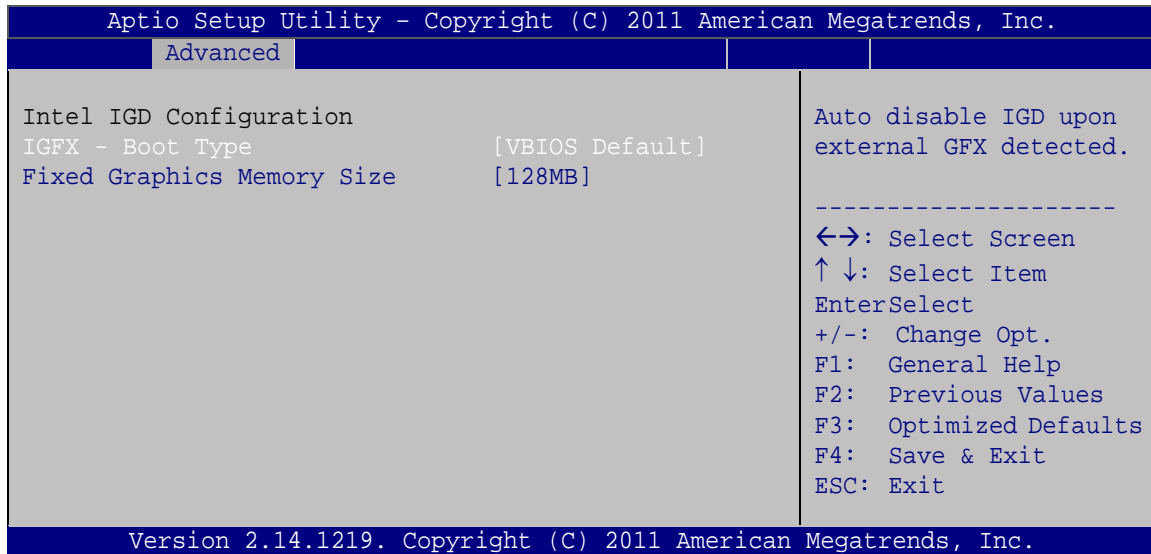 Aptio Setup Utility – Copyright (C) 2011 American Megatrends, Inc.
Advanced
Intel IGD Configuration
IGFX - Boot Type [VBIOS Default]
Fixed Graphics Memory Size [128MB]
Auto disable IGD upon
external GFX detected.
---------------------
←→: Select Screen
↑ ↓: Select Item
EnterSelect
+/-: Change Opt.
F1: General Help
F2: Previous Values
F3: Optimized Defaults
F4: Save & Exit
ESC: Exit
Version 2.14.1219. Copyright (C) 2011 American Megatrends, Inc.